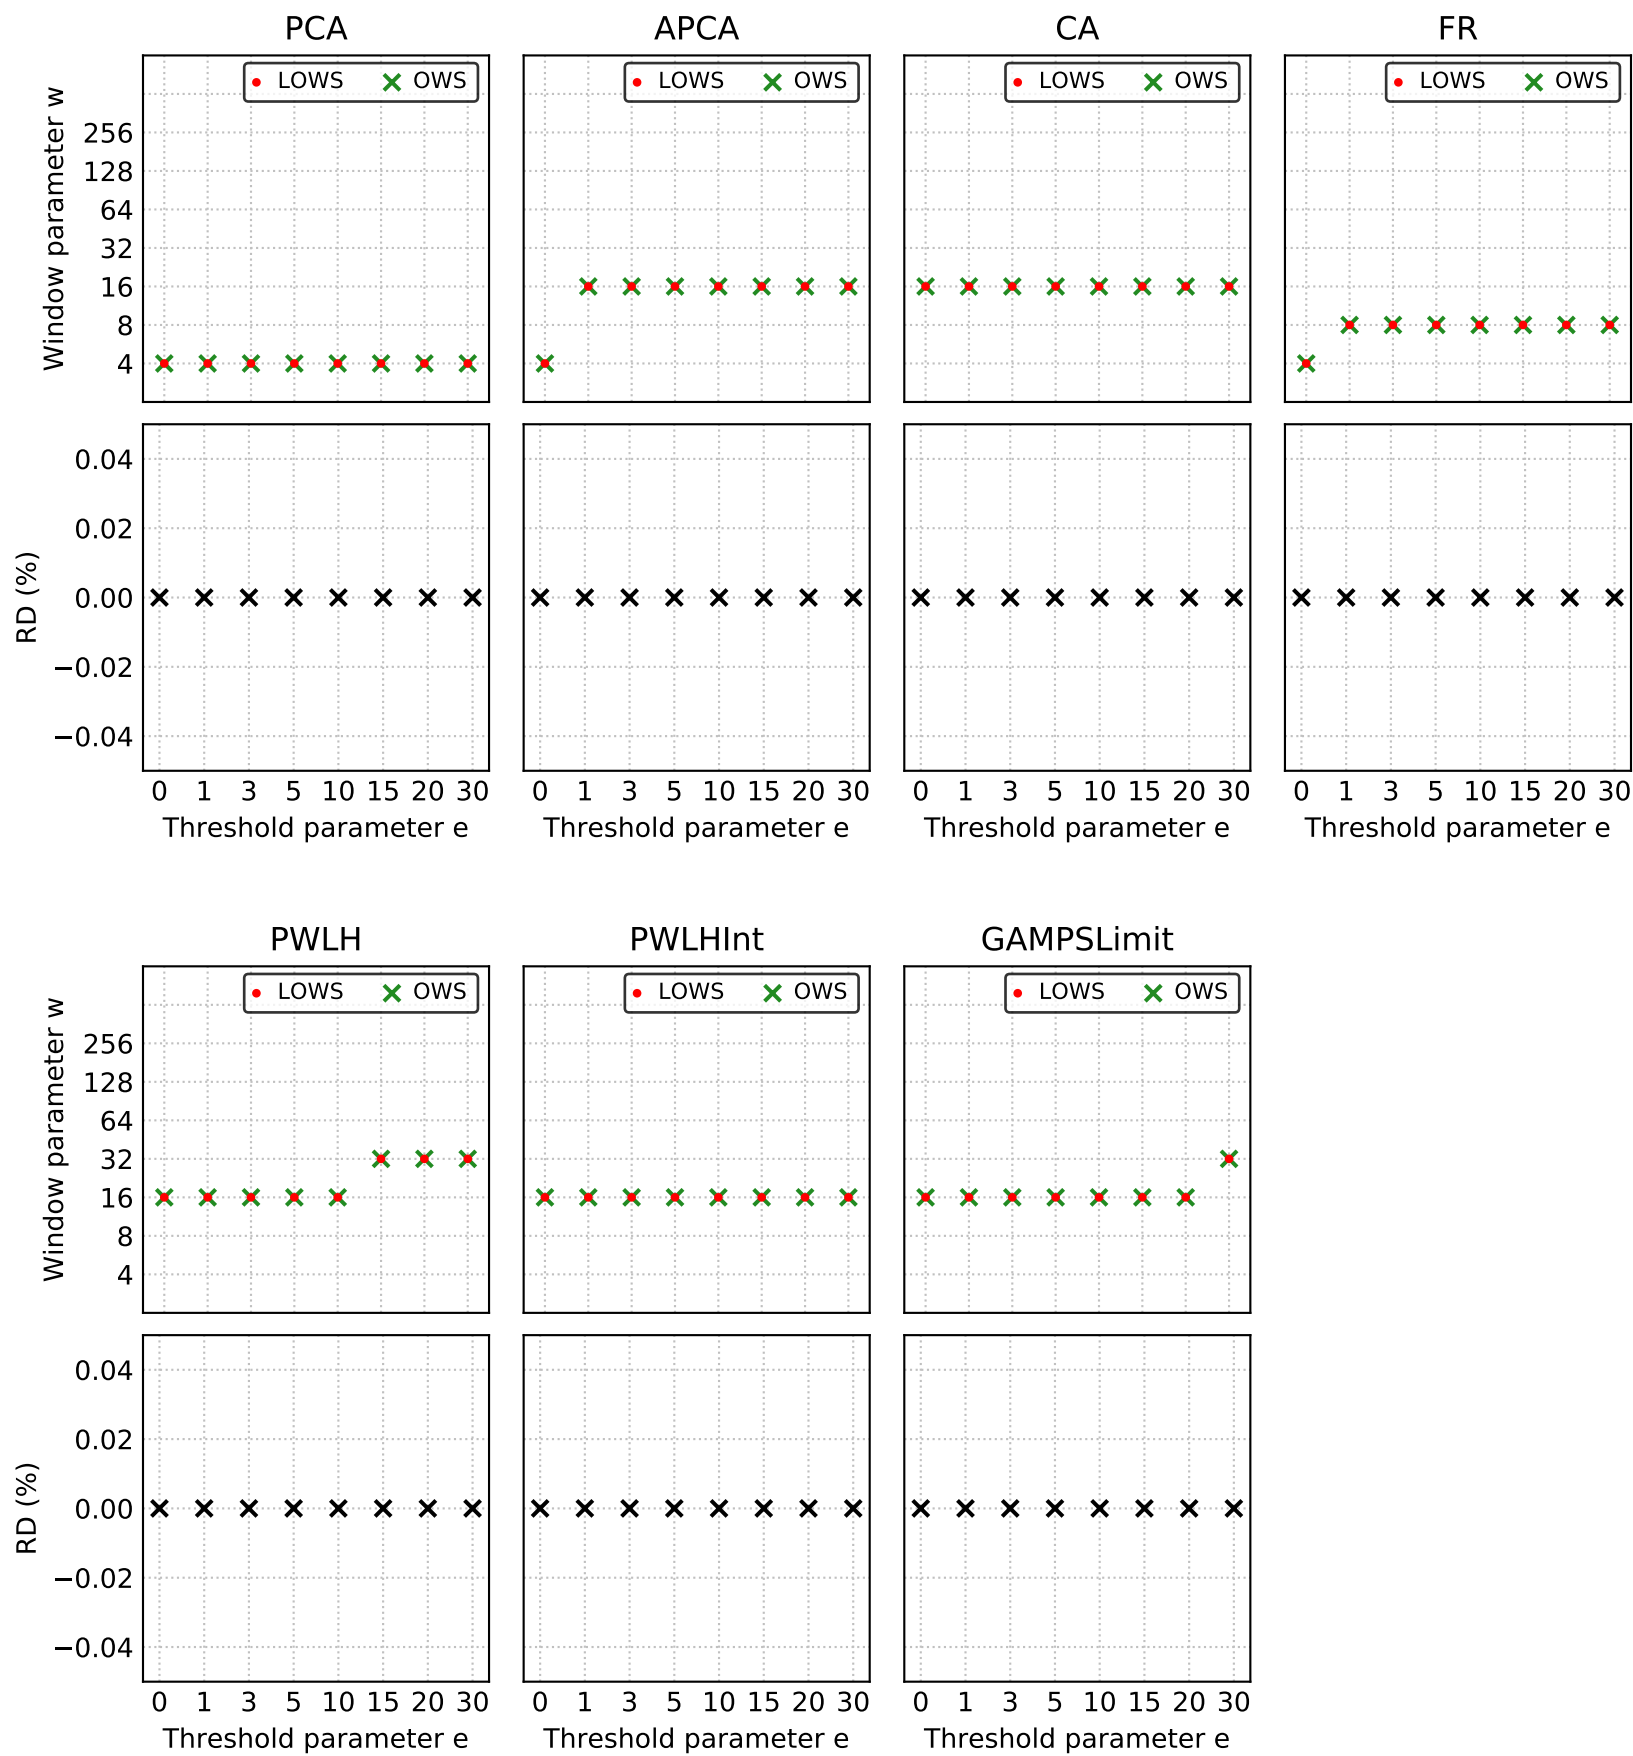 PCA APCA CA FR
LOWS OWS LOWS OWS LOWS OWS LOWS OWS
Window parameter w
256
128
64
32
16
8
4
RD (%)
0.04
0.02
0.00
−0.02
−0.04
0 1 3 5 10 15 20 30 0 1 3 5 10 15 20 30 0 1 3 5 10 15 20 30 0 1 3 5 10 15 20 30
Threshold parameter e Threshold parameter e Threshold parameter e Threshold parameter e
PWLH PWLHInt GAMPSLimit
LOWS OWS LOWS OWS LOWS OWS
Window parameter w
256
128
64
32
16
8
4
RD (%)
0.04
0.02
0.00
−0.02
−0.04
0 1 3 5 10 15 20 30 0 1 3 5 10 15 20 30 0 1 3 5 10 15 20 30
Threshold parameter e Threshold parameter e Threshold parameter e